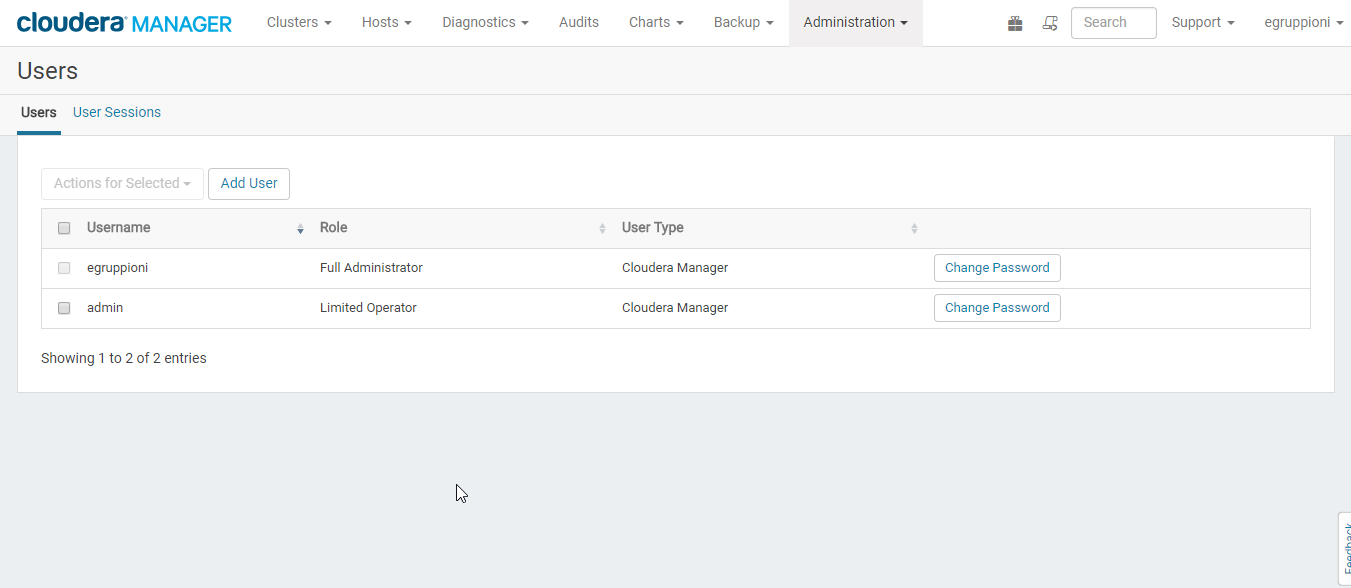 cloudera MANAGER Clusters Hosts Diagnostics Audits Charts Backup Administration Search Support egruppioni
Users
Users User Sessions
Actions for Selected Add User
Username Role User Type
egruppioni Full Administrator Cloudera Manager Change Password
admin Limited Operator Cloudera Manager Change Password
Showing 1 to 2 of 2 entries
Feedback